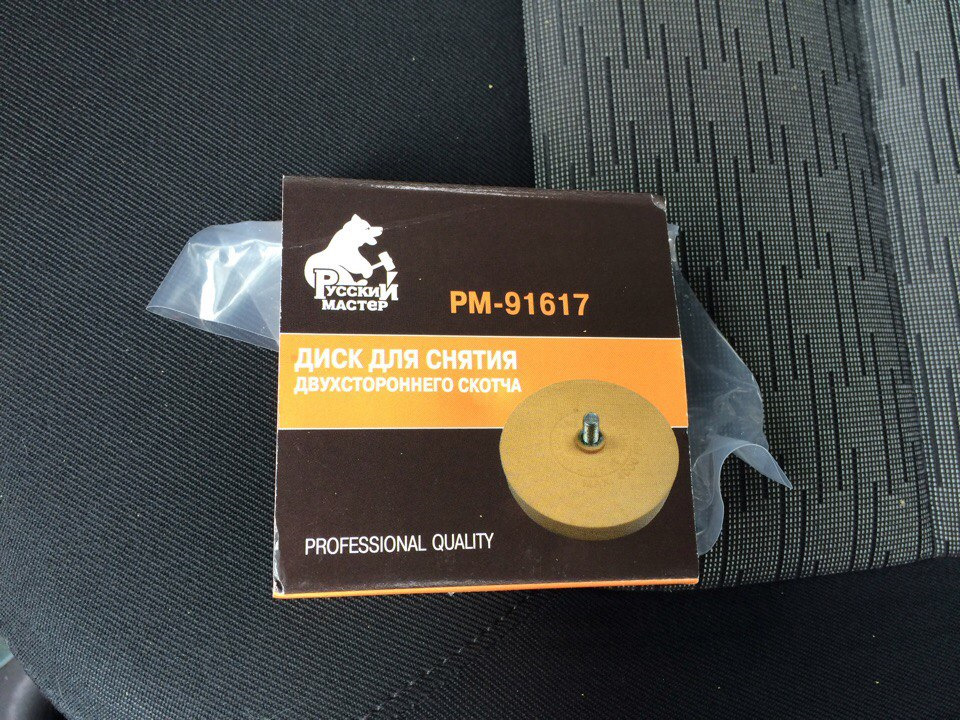 РУССКИЙ
МАСТЕР
РМ-91617
ДИСК ДЛЯ СНЯТИЯ
ДВУХСТОРОННЕГО СКОТЧА
PROFESSIONAL QUALITY